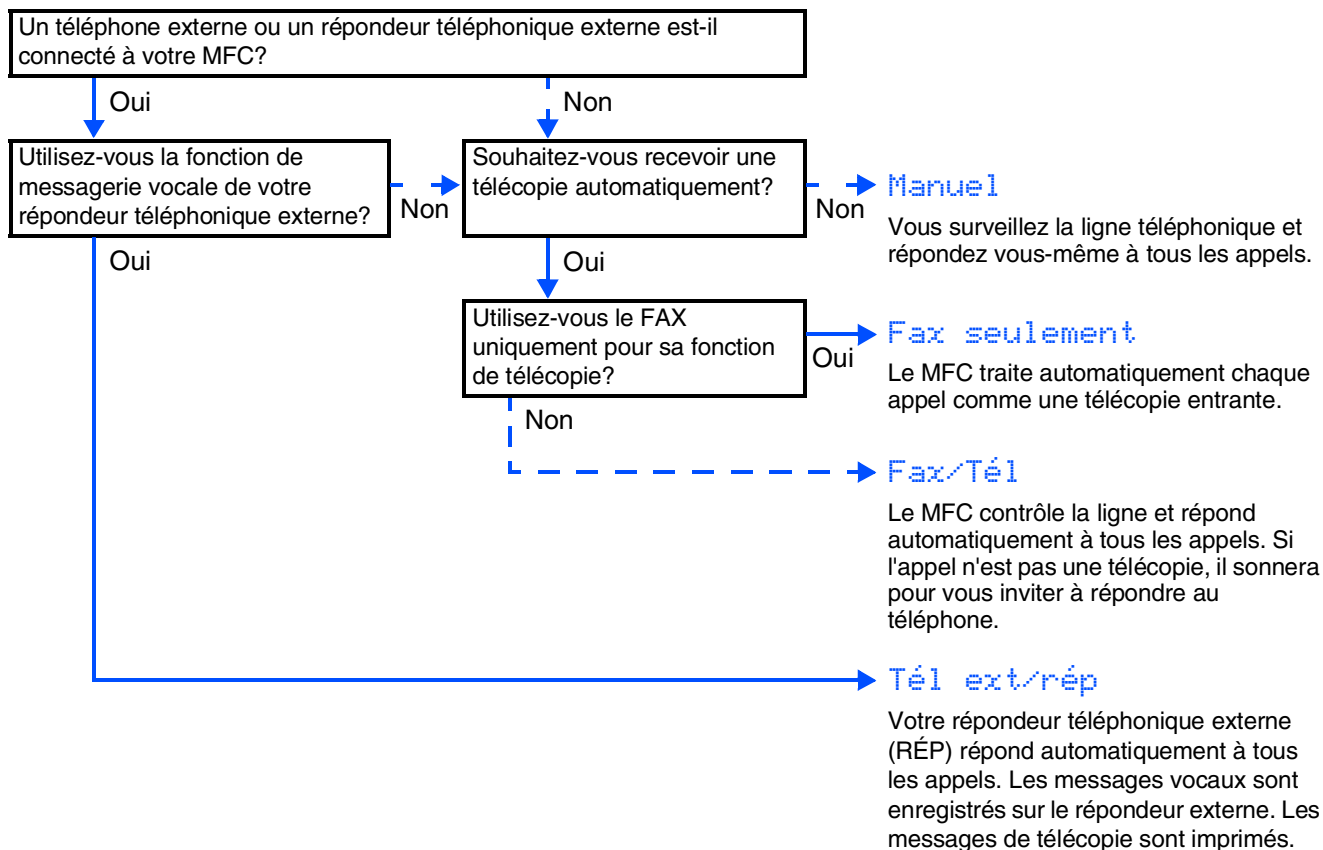 Un téléphone externe ou un répondeur téléphonique externe est-il
connecté à votre MFC?
Oui
Non
Utilisez-vous la fonction de
messagerie vocale de votre
répondeur téléphonique externe?
Non
Souhaitez-vous recevoir une
télécopie automatiquement?
Non
Manuel
Vous surveillez la ligne téléphonique et
répondez vous-même à tous les appels.
Oui
Oui
Utilisez-vous le FAX
uniquement pour sa fonction
de télécopie?
Oui
Fax seulement
Le MFC traite automatiquement chaque
appel comme une télécopie entrante.
Non
Fax/Tél
Le MFC contrôle la ligne et répond
automatiquement à tous les appels. Si
l'appel n'est pas une télécopie, il sonnera
pour vous inviter à répondre au
téléphone.
Tél ext/rép
Votre répondeur téléphonique externe
(RÉP) répond automatiquement à tous
les appels. Les messages vocaux sont
enregistrés sur le répondeur externe. Les
messages de télécopie sont imprimés.